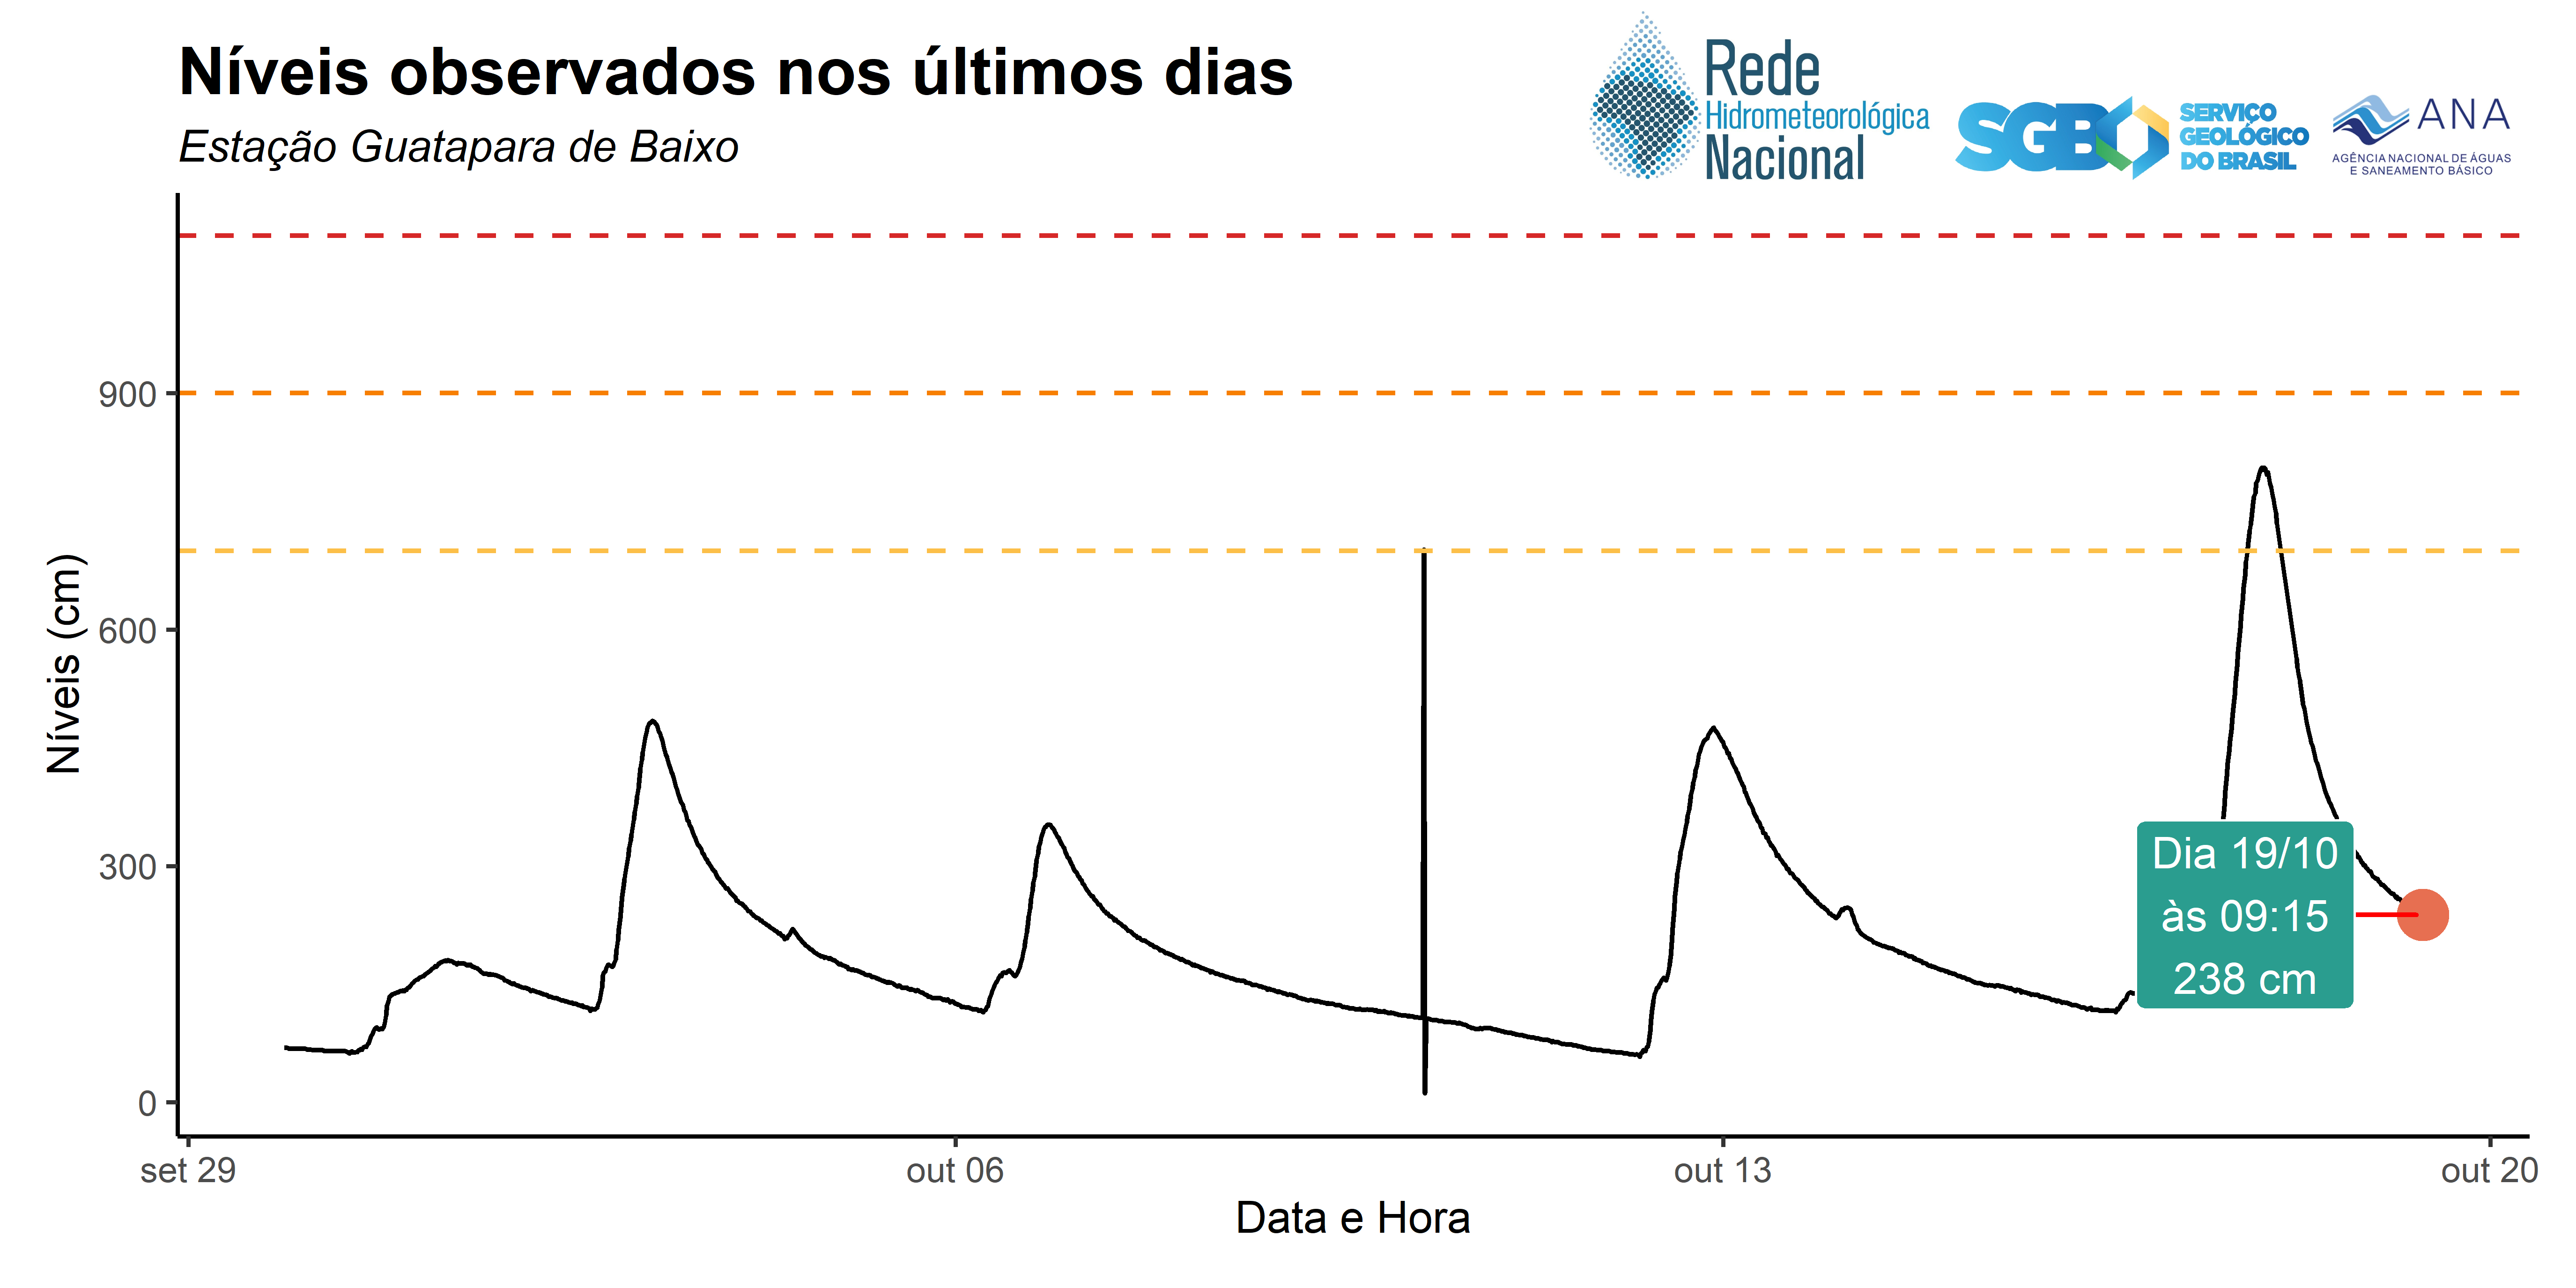 Níveis observados nos últimos dias
Estação Guatapara de Baixo
Rede
Hidrometeorológica
Nacional
SGB
SERVIÇO
GEOLÓGICO
DO BRASIL
ANA
AGÊNCIA NACIONAL DE ÁGUAS
E SANEAMENTO BÁSICO
Níveis (cm)
900
600
300
0
Dia 19/10
às 09:15
238 cm
set 29
out 06
out 13
out 20
Data e Hora